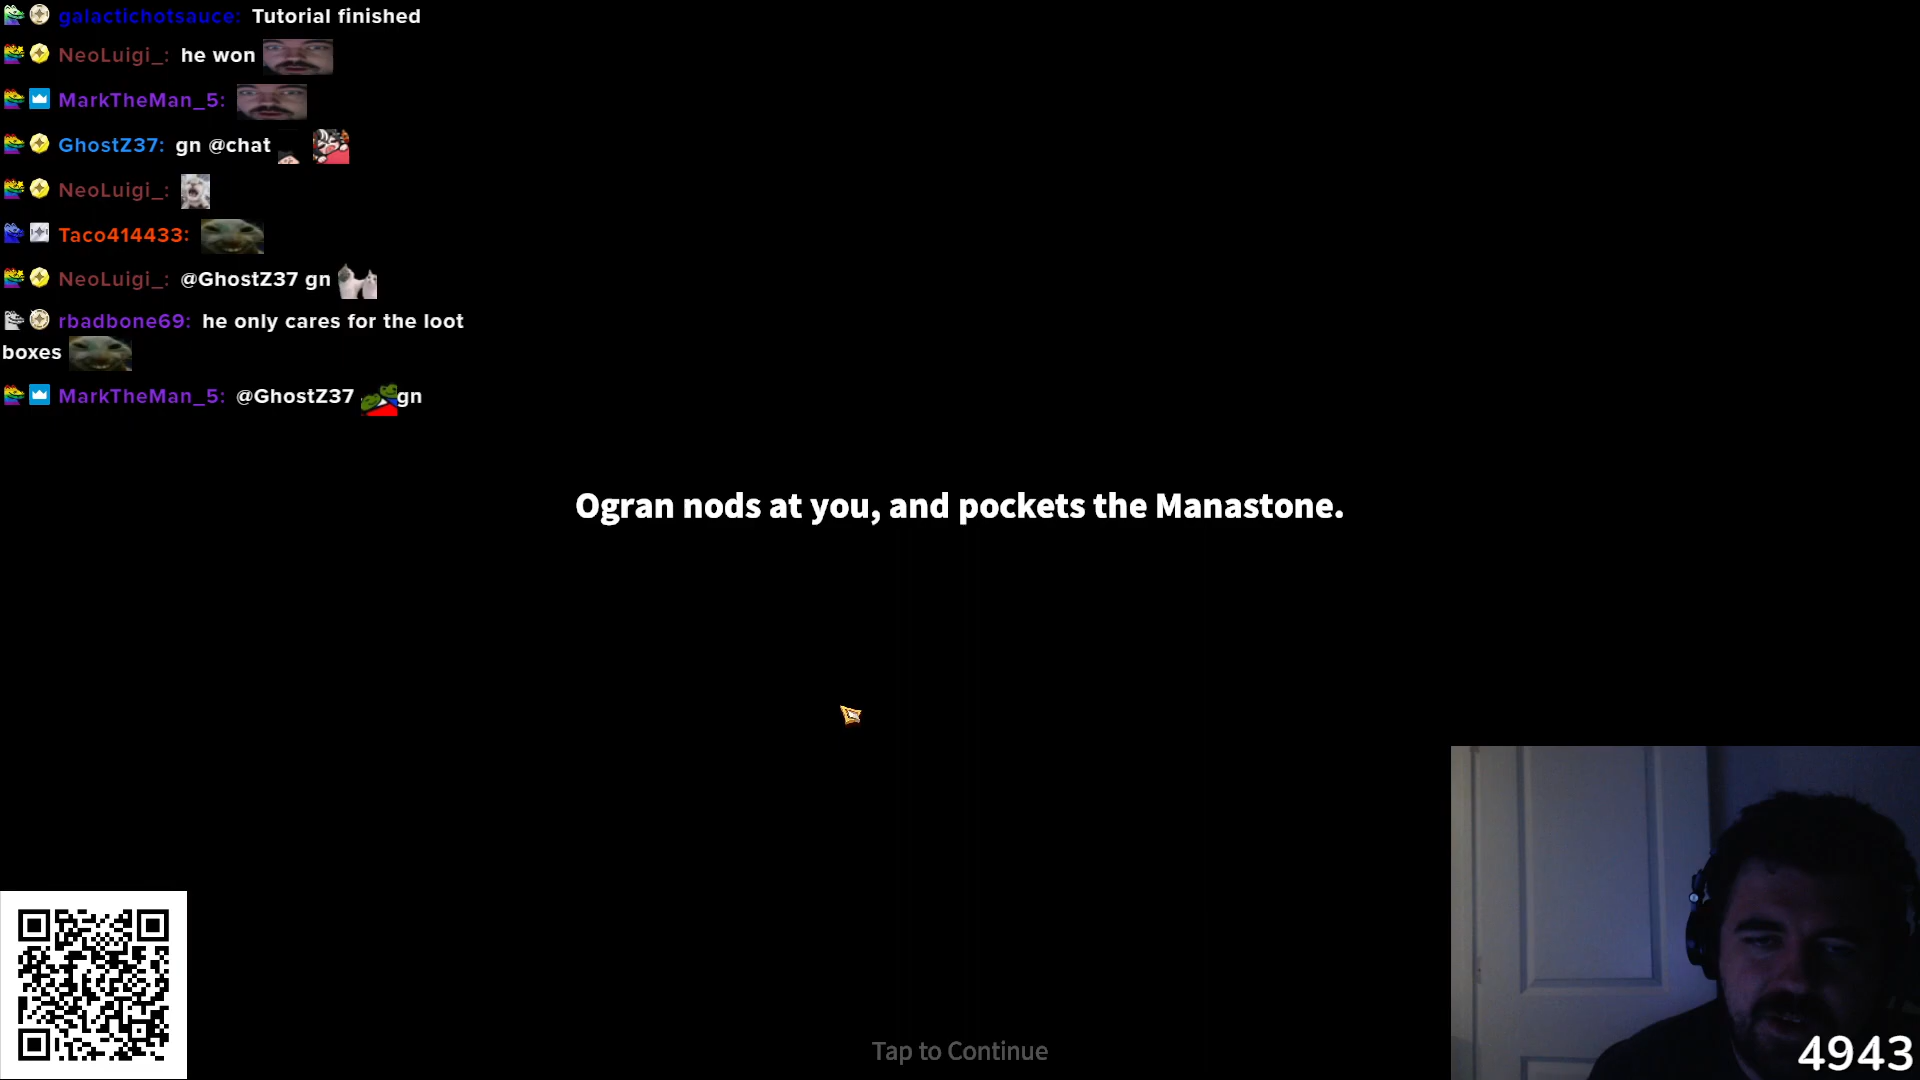 galactichotsauce: Tutorial finished
NeoLuigi_: he won
MarkTheMan_5:
GhostZ37: gn @chat
NeoLuigi_:
Taco414433:
NeoLuigi_: @GhostZ37 gn
rbadbone69: he only cares for the loot
boxes
MarkTheMan_5: @GhostZ37 gn
Ogran nods at you, and pockets the Manastone.
Tap to Continue
4943